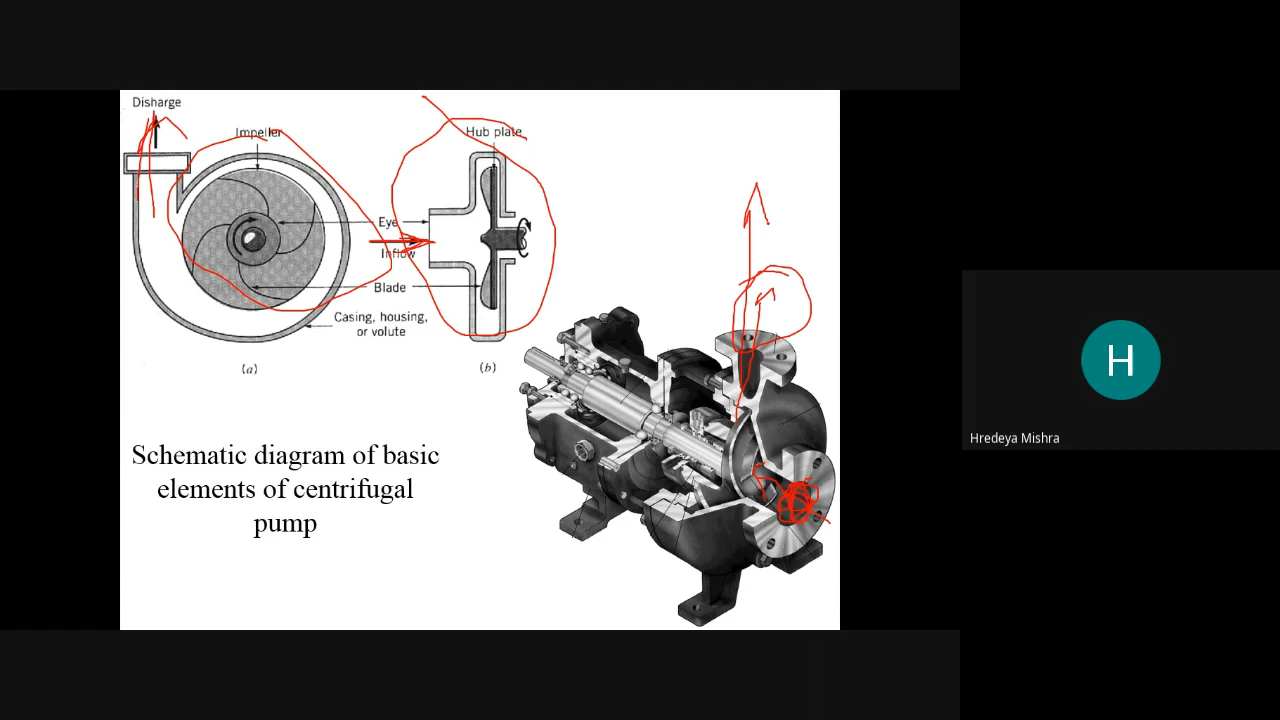 Disharge
Impeller
Hub plate
Eye
Inflow
Blade
Casing, housing,
or volute
(a)
(b)
Schematic diagram of basic
elements of centrifugal
pump
H
Hredeya Mishra